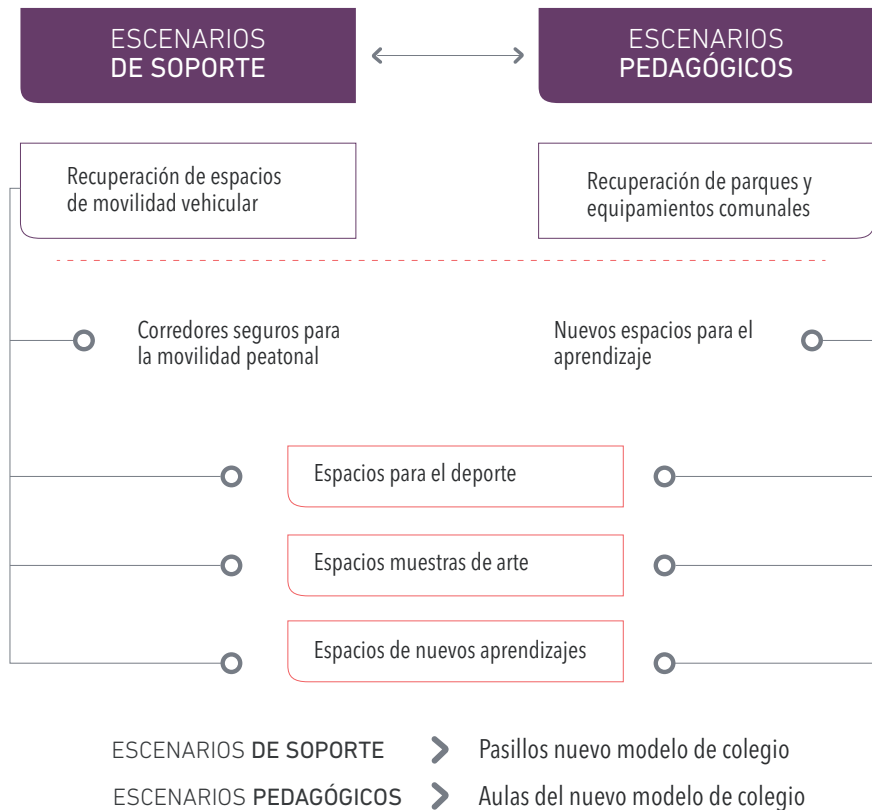 ESCENARIOS
DE SOPORTE
ESCENARIOS
PEDAGÓGICOS
Recuperación de espacios
de movilidad vehicular
Recuperación de parques y
equipamientos comunales
Corredores seguros para
la movilidad peatonal
Nuevos espacios para el
aprendizaje
Espacios para el deporte
Espacios muestras de arte
Espacios de nuevos aprendizajes
ESCENARIOS DE SOPORTE > Pasillos nuevo modelo de colegio
ESCENARIOS PEDAGÓGICOS > Aulas del nuevo modelo de colegio